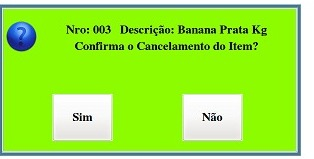 Nro: 003 Descrição: Banana Prata Kg
Confirma o Cancelamento do Item?
Sim Não